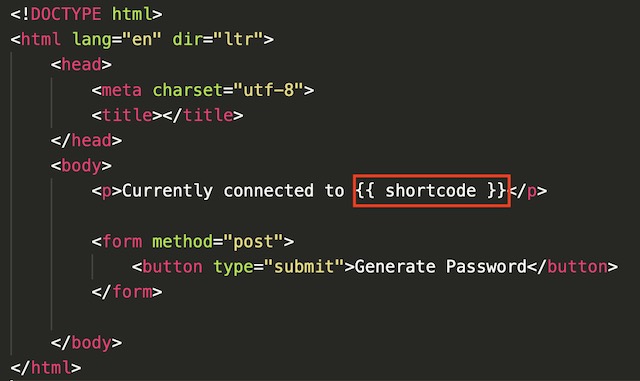 <!DOCTYPE html>
<html lang="en" dir="ltr">
<head>
<meta charset="utf-8">
<title></title>
</head>
<body>
<p>Currently connected to {{ shortcode }}</p>
<form method="post">
<button type="submit">Generate Password</button>
</form>
</body>
</html>